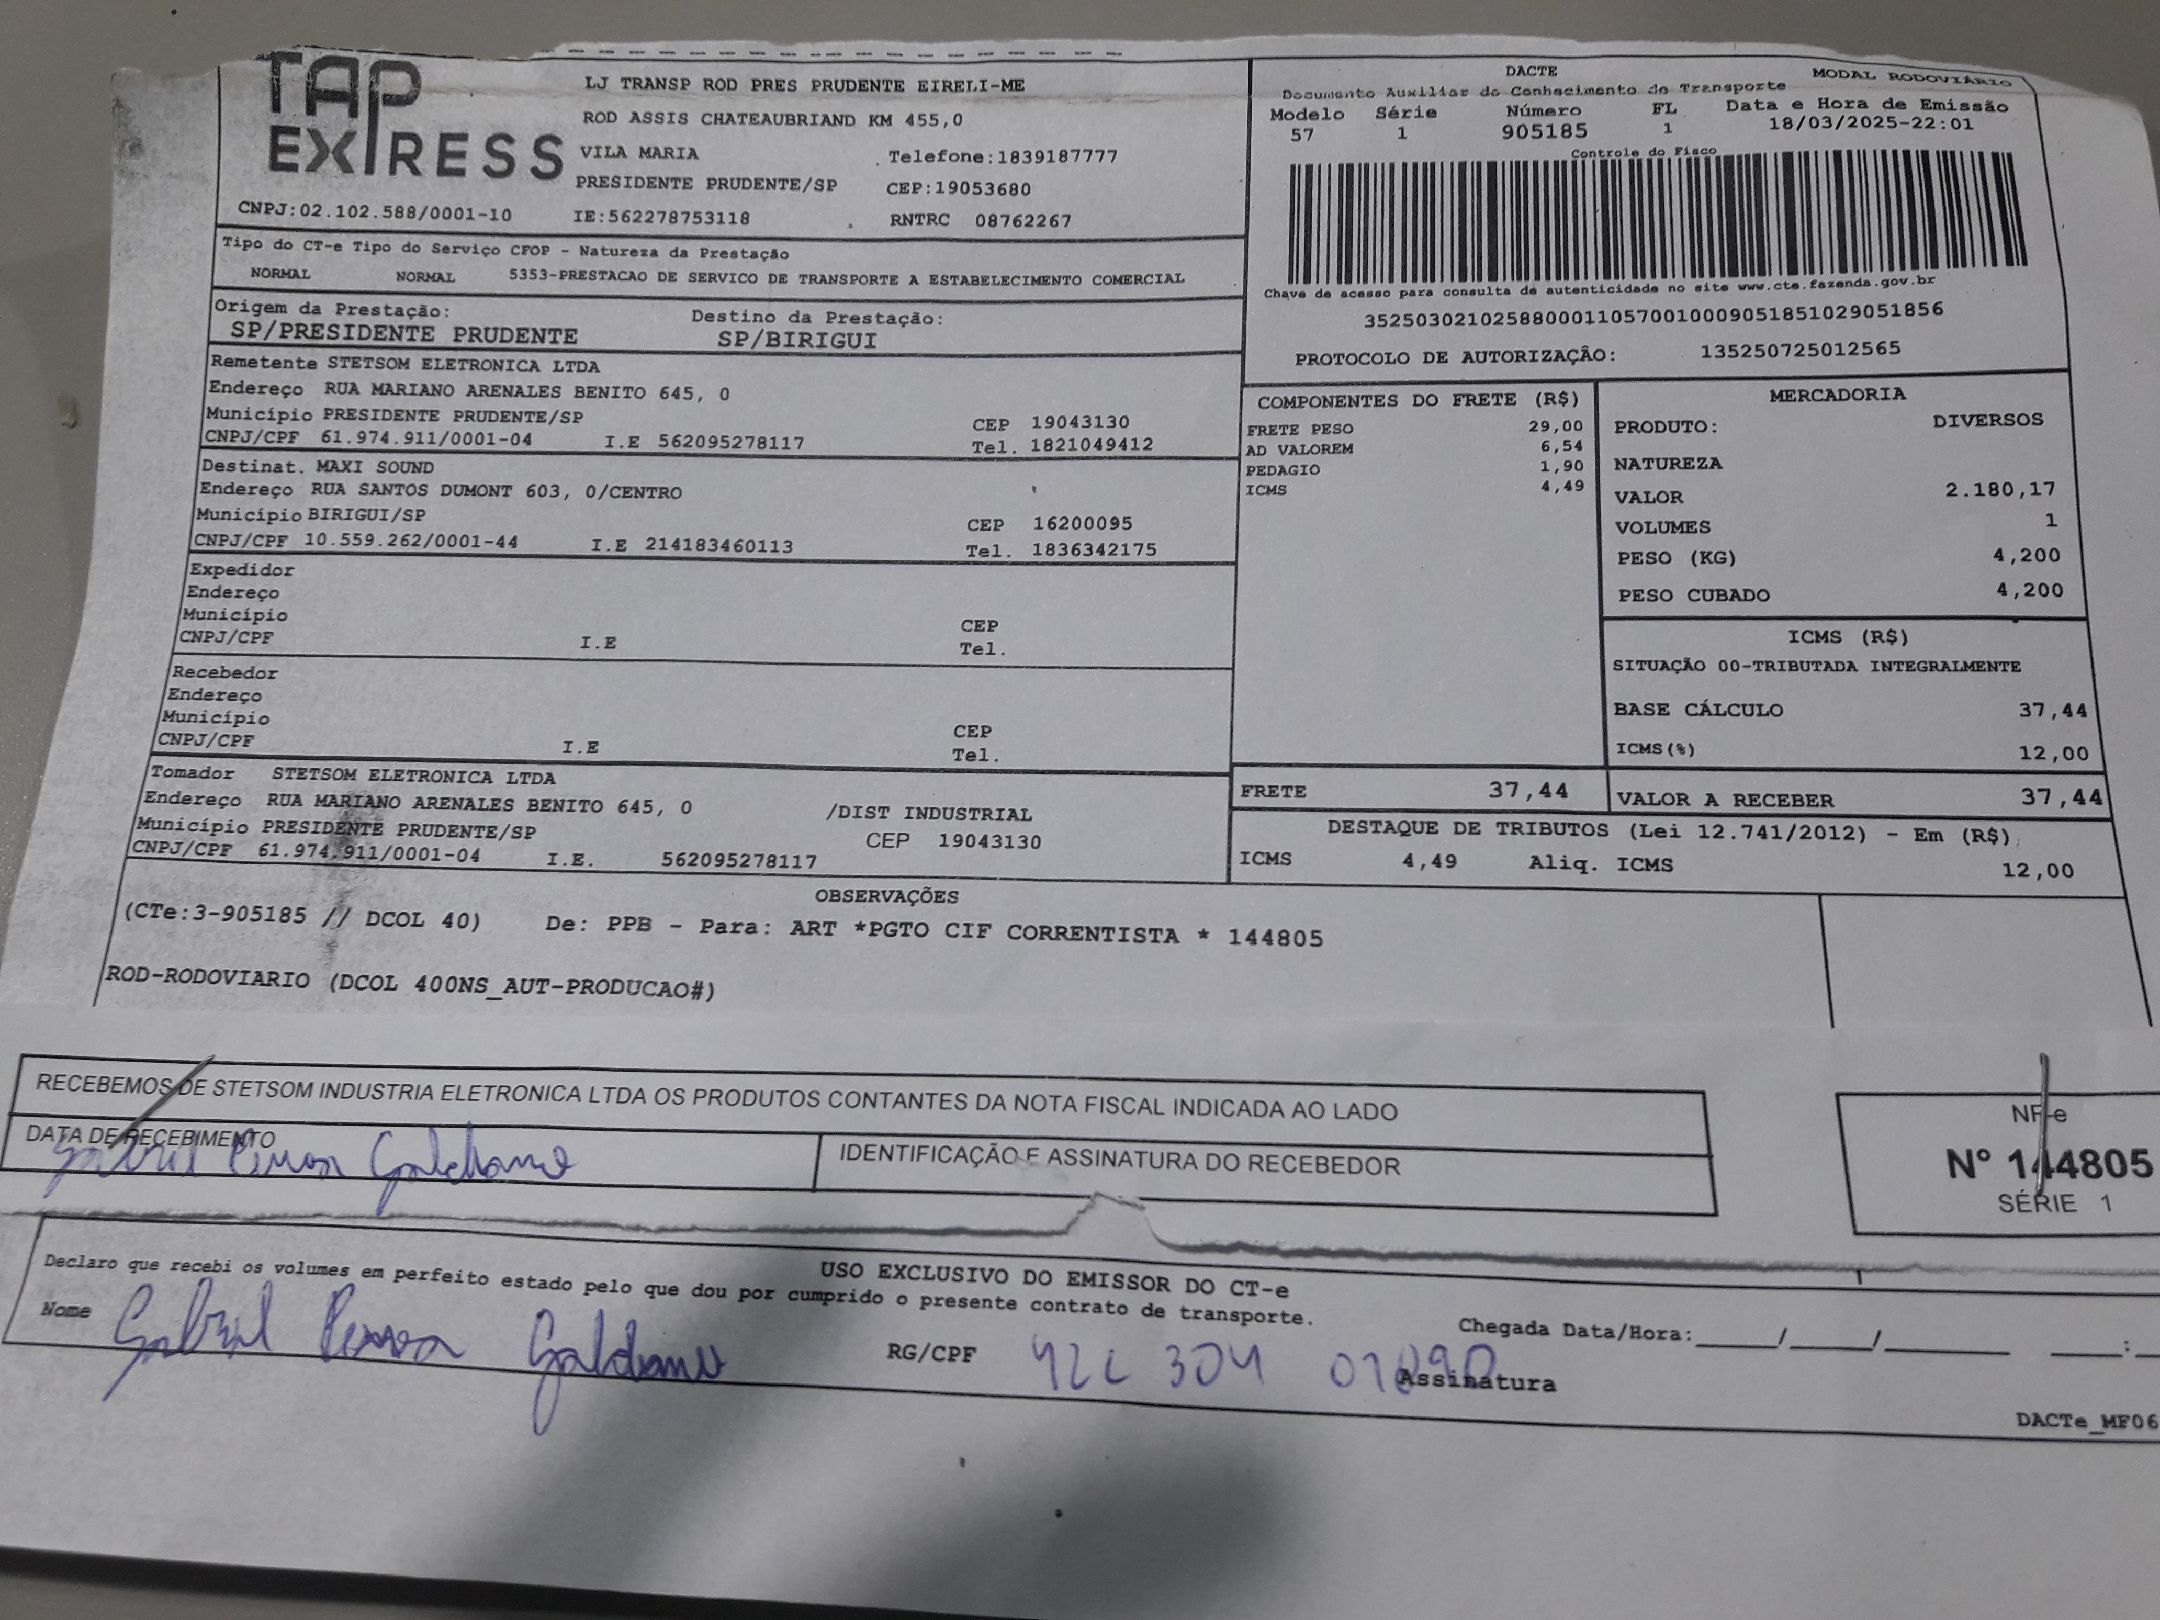 TAP EXPRESS
LJ TRANSP ROD PRES PRUDENTE EIRELI-ME
ROD ASSIS CHATEAUBRIAND KM 455,0
VILA MARIA Telefone:1839187777
PRESIDENTE PRUDENTE/SP CEP:19053680
CNPJ:02.102.588/0001-10 IE:562278753118 RNTRC 08762267
DACTE MODAL RODOVIÁRIO
Documento Auxiliar do Conhecimento de Transporte
Modelo Série Número FL Data e Hora de Emissão
57 1 905185 1 18/03/2025-22:01
Controle do Fisco
Chave de acesso para consulta de autenticidade no site www.cte.fazenda.gov.br
35250302102588000110570010009051851029051856
PROTOCOLO DE AUTORIZAÇÃO: 135250725012565
Tipo do CT-e Tipo do Serviço CFOP - Natureza da Prestação
NORMAL NORMAL 5353-PRESTACAO DE SERVICO DE TRANSPORTE A ESTABELECIMENTO COMERCIAL
Origem da Prestação: Destino da Prestação:
SP/PRESIDENTE PRUDENTE SP/BIRIGUI
Remetente STETSOM ELETRONICA LTDA
Endereço RUA MARIANO ARENALES BENITO 645, 0
Município PRESIDENTE PRUDENTE/SP CEP 19043130
CNPJ/CPF 61.974.911/0001-04 I.E 562095278117 Tel. 1821049412
Destinat. MAXI SOUND
Endereço RUA SANTOS DUMONT 603, 0/CENTRO
Município BIRIGUI/SP CEP 16200095
CNPJ/CPF 10.559.262/0001-44 I.E 214183460113 Tel. 1836342175
Expedidor
Endereço
Município CEP
CNPJ/CPF I.E Tel.
Recebedor
Endereço
Município CEP
CNPJ/CPF I.E Tel.
Tomador STETSOM ELETRONICA LTDA
Endereço RUA MARIANO ARENALES BENITO 645, 0 /DIST INDUSTRIAL
Município PRESIDENTE PRUDENTE/SP CEP 19043130
CNPJ/CPF 61.974.911/0001-04 I.E. 562095278117
COMPONENTES DO FRETE (R$)
FRETE PESO 29,00
AD VALOREM 6,54
PEDAGIO 1,90
ICMS 4,49
MERCADORIA
PRODUTO: DIVERSOS
NATUREZA
VALOR 2.180,17
VOLUMES 1
PESO (KG) 4,200
PESO CUBADO 4,200
ICMS (R$)
SITUAÇÃO 00-TRIBUTADA INTEGRALMENTE
BASE CÁLCULO 37,44
ICMS(%) 12,00
FRETE 37,44 VALOR A RECEBER 37,44
DESTAQUE DE TRIBUTOS (Lei 12.741/2012) - Em (R$)
ICMS 4,49 Aliq. ICMS 12,00
OBSERVAÇÕES
(CTe:3-905185 // DCOL 40) De: PPB - Para: ART *PGTO CIF CORRENTISTA * 144805
ROD-RODOVIARIO (DCOL 400NS_AUT-PRODUCAO#)
RECEBEMOS DE STETSOM INDUSTRIA ELETRONICA LTDA OS PRODUTOS CONTANTES DA NOTA FISCAL INDICADA AO LADO
DATA DE RECEBIMENTO IDENTIFICAÇÃO E ASSINATURA DO RECEBEDOR
NF-e
Nº 144805
SÉRIE 1
USO EXCLUSIVO DO EMISSOR DO CT-e
Declaro que recebi os volumes em perfeito estado pelo que dou por cumprido o presente contrato de transporte.
Nome RG/CPF 304 Assinatura
Chegada Data/Hora:____/____/______ ___:
DACTe_MF06